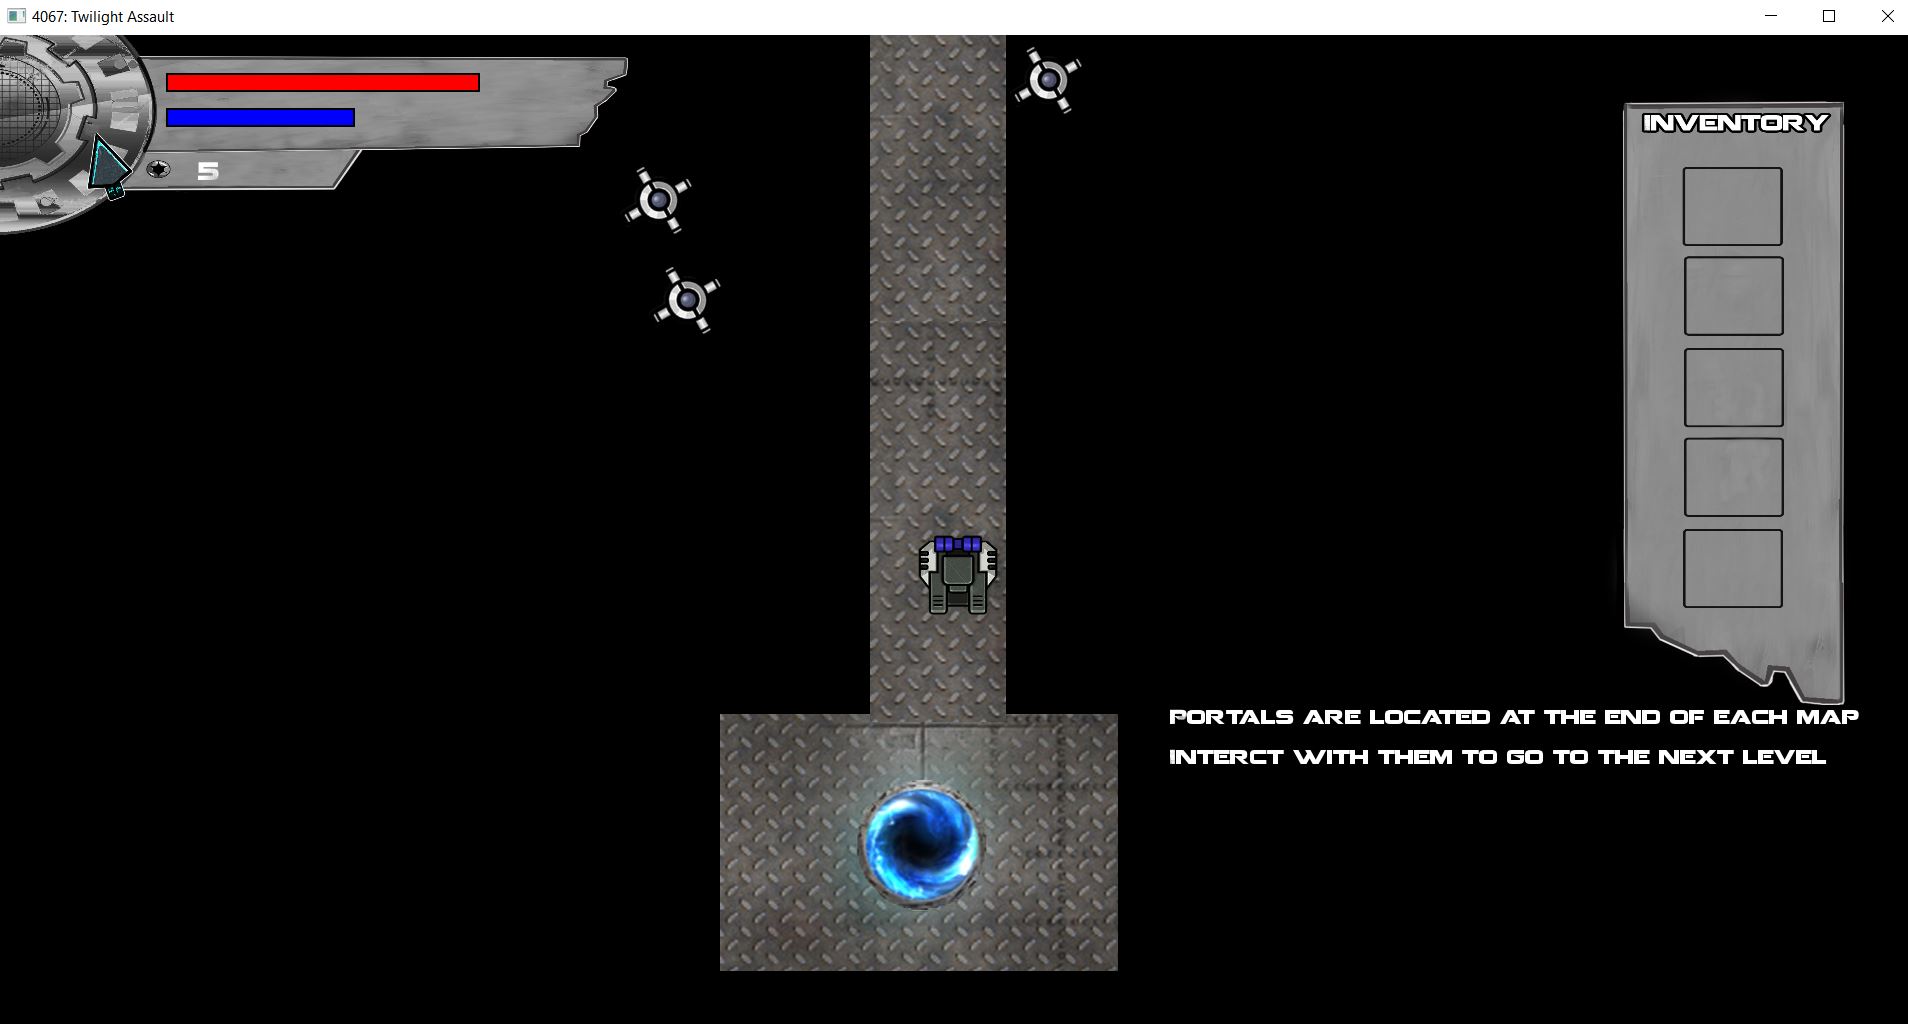 4067: Twilight Assault
INVENTORY
5
PORTALS ARE LOCATED AT THE END OF EACH MAP
INTERCT WITH THEM TO GO TO THE NEXT LEVEL